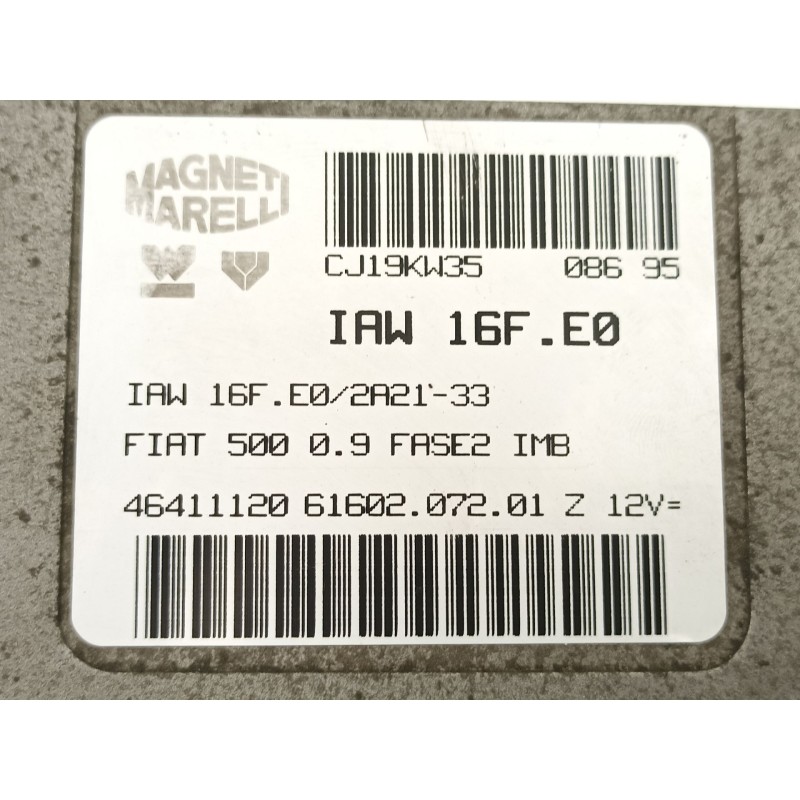 MAGNETI
MARELLI
CJ19KW35 086 95
IAW 16F.E0
IAW 16F.E0/2A21'-33
FIAT 500 0.9 FASE2 IMB
46411120 61602.072.01 Z 12V=